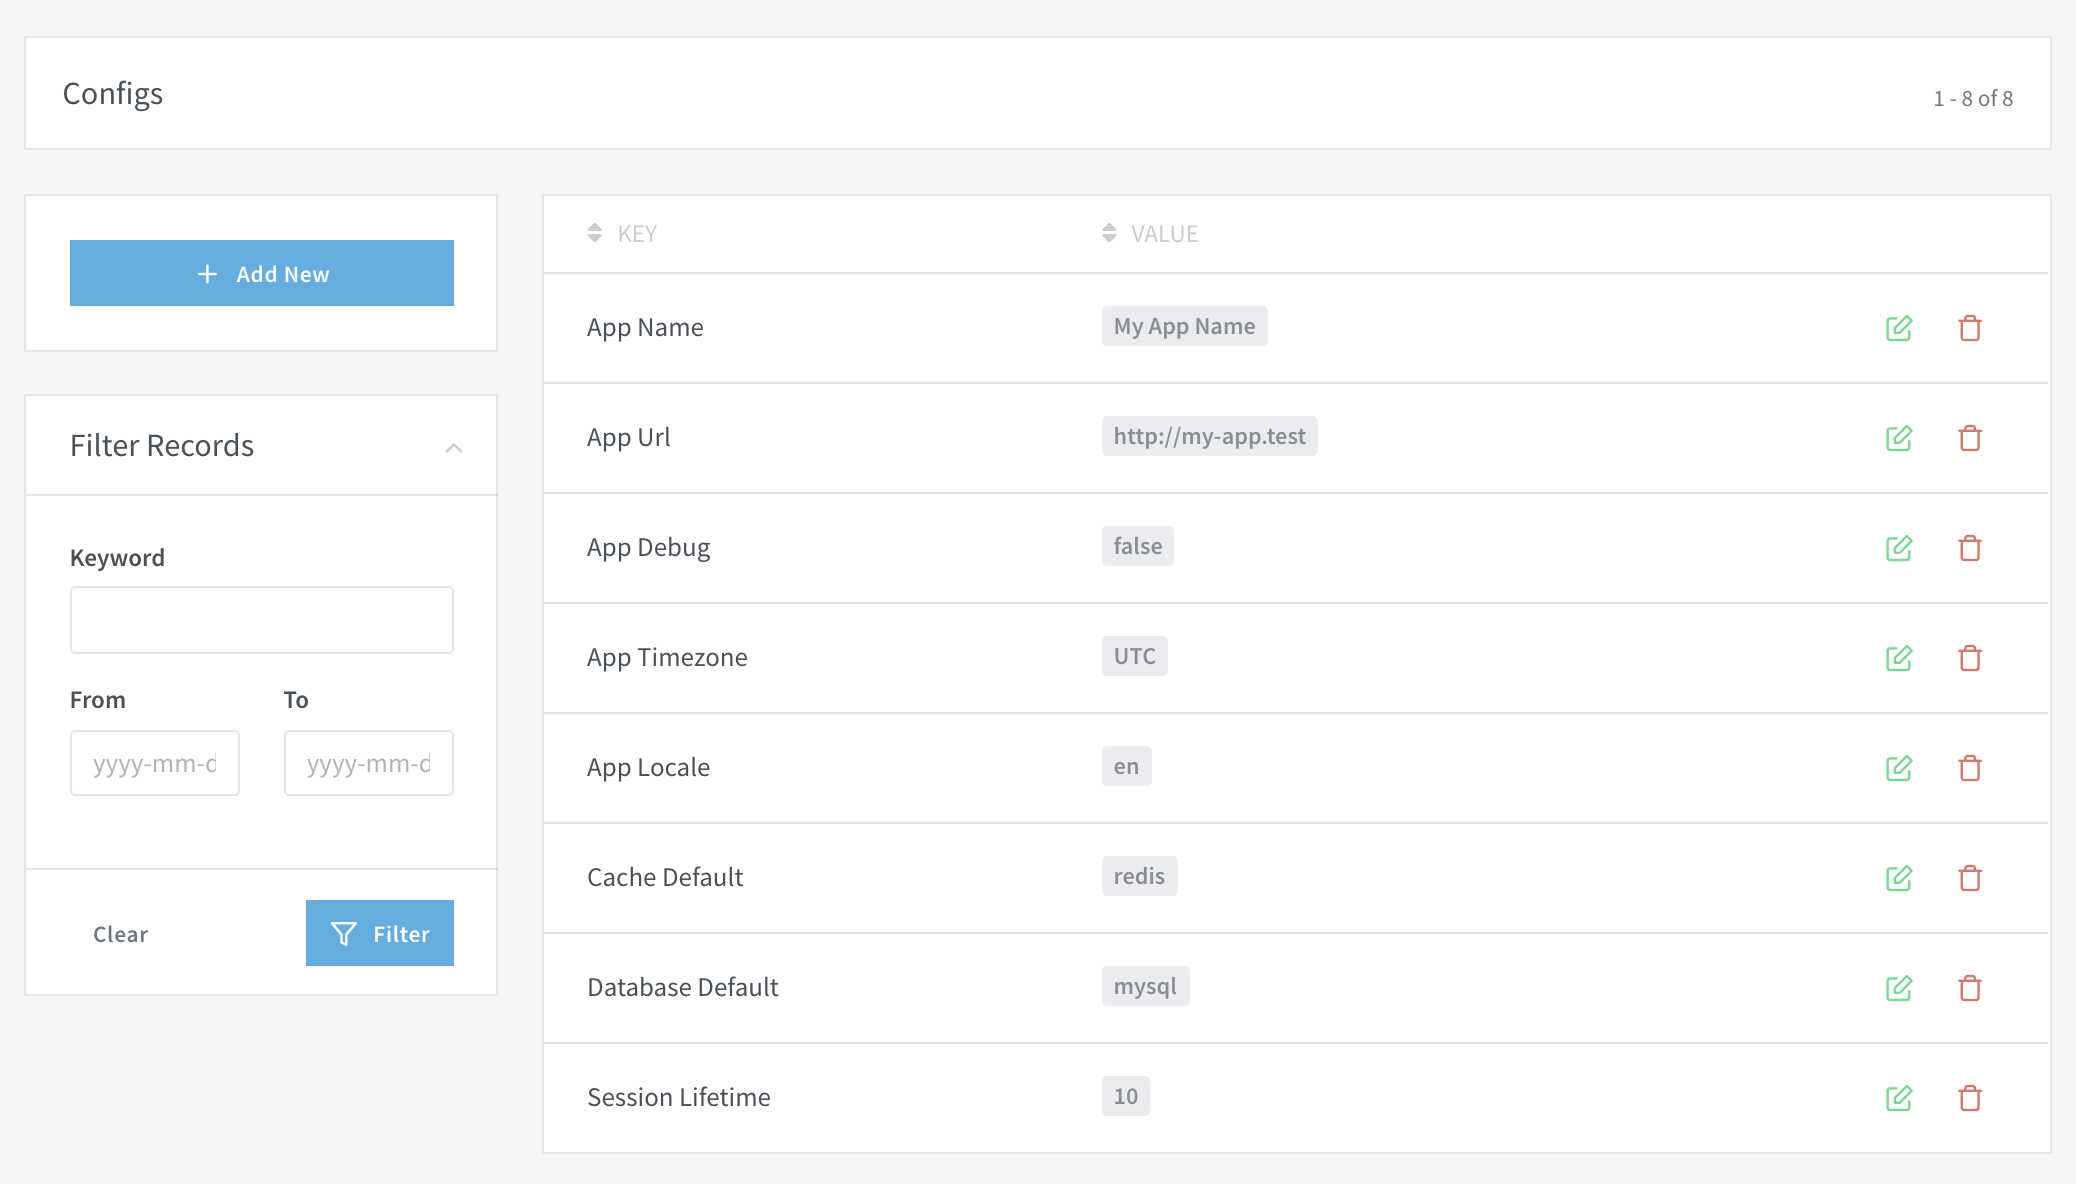 Configs
1 - 8 of 8
Add New
Filter Records
Keyword
From To
yyyy-mm-d yyyy-mm-d
Clear Filter
KEY VALUE
App Name My App Name
App Url http://my-app.test
App Debug false
App Timezone UTC
App Locale en
Cache Default redis
Database Default mysql
Session Lifetime 10